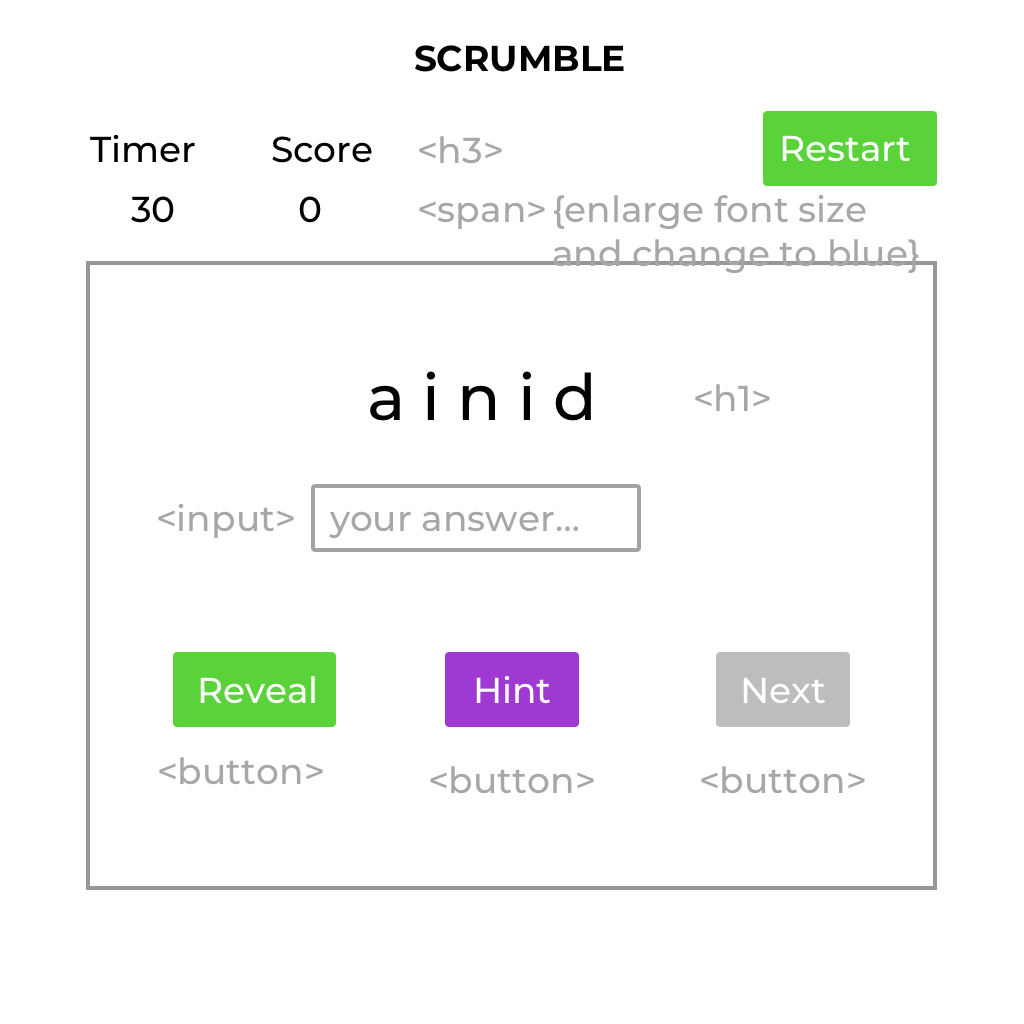 SCRUMBLE
Timer Score <h3> Restart
30 0 <span> {enlarge font size
and change to blue}
a i n i d <h1>
<input> your answer...
Reveal Hint Next
<button> <button> <button>